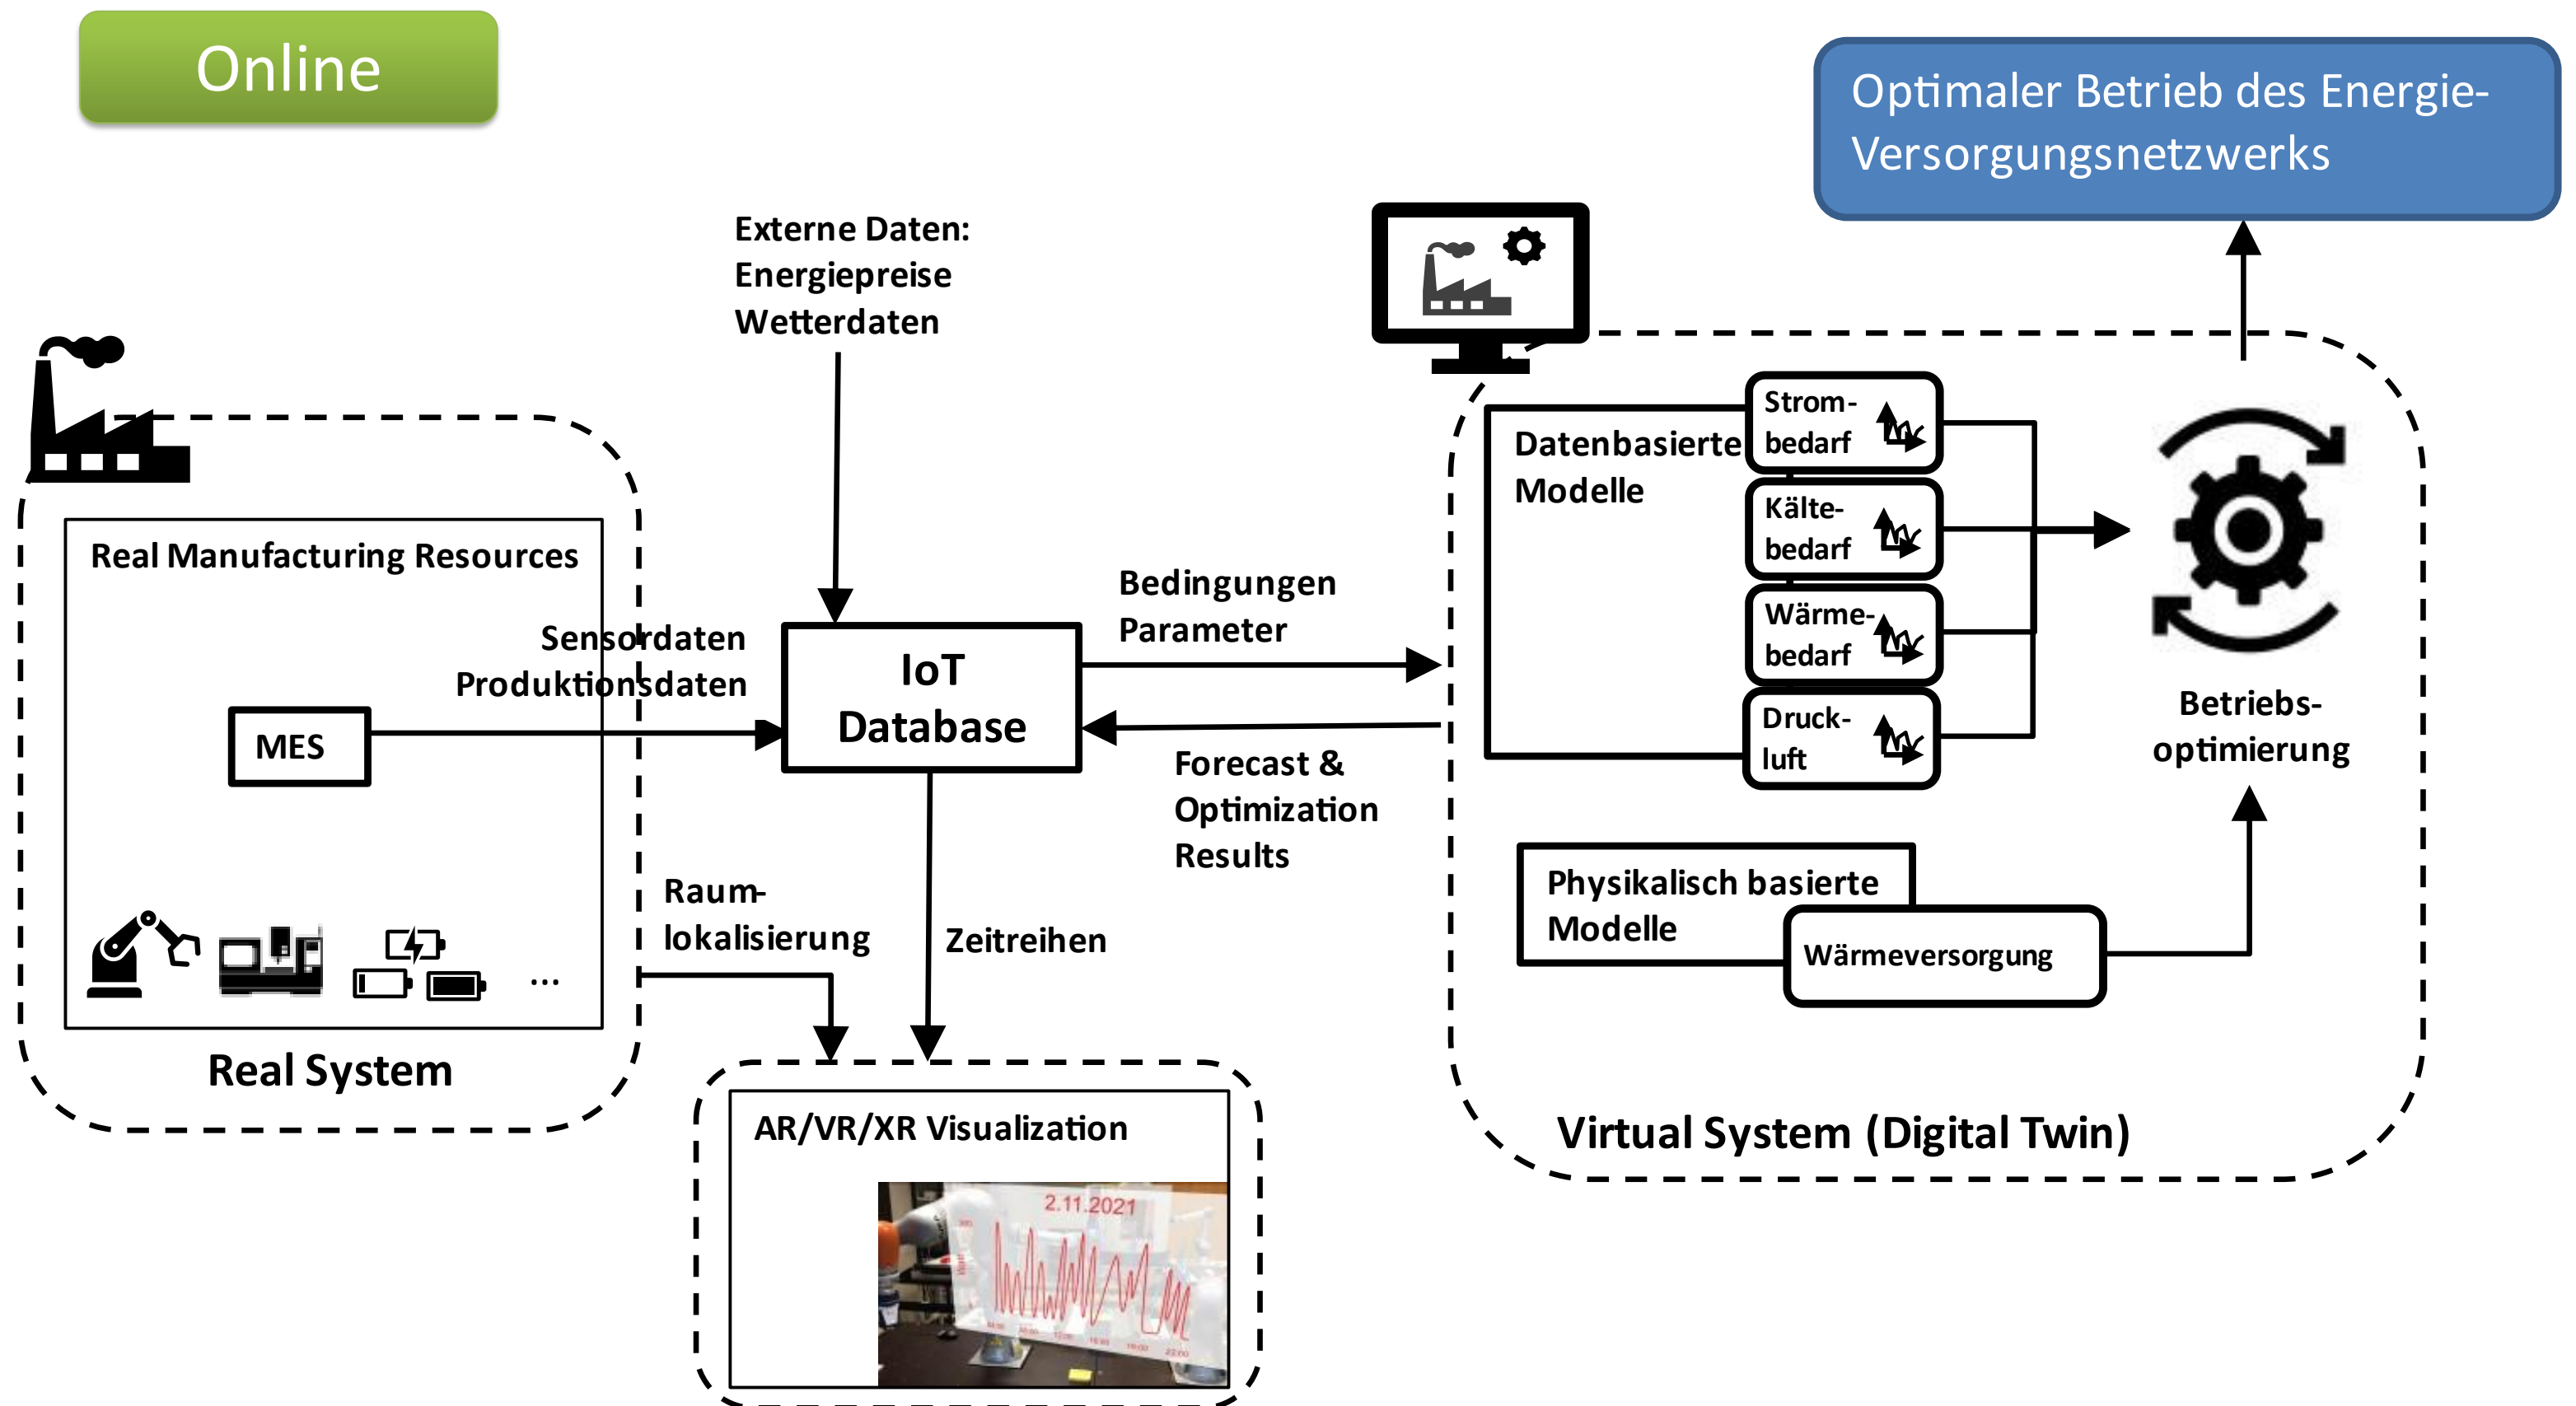 Online
Optimaler Betrieb des Energie-
Versorgungsnetzwerks
Externe Daten:
Energiepreise
Wetterdaten
Real Manufacturing Resources
Sensordaten
Produktionsdaten
MES
...
Real System
IoT
Database
Bedingungen
Parameter
Forecast &
Optimization
Results
Raum-
lokalisierung
Zeitreihen
AR/VR/XR Visualization
2.11.2021
Datenbasierte
Modelle
Strom-
bedarf
Kälte-
bedarf
Wärme-
bedarf
Druck-
luft
Betriebs-
optimierung
Physikalisch basierte
Modelle
Wärmeversorgung
Virtual System (Digital Twin)